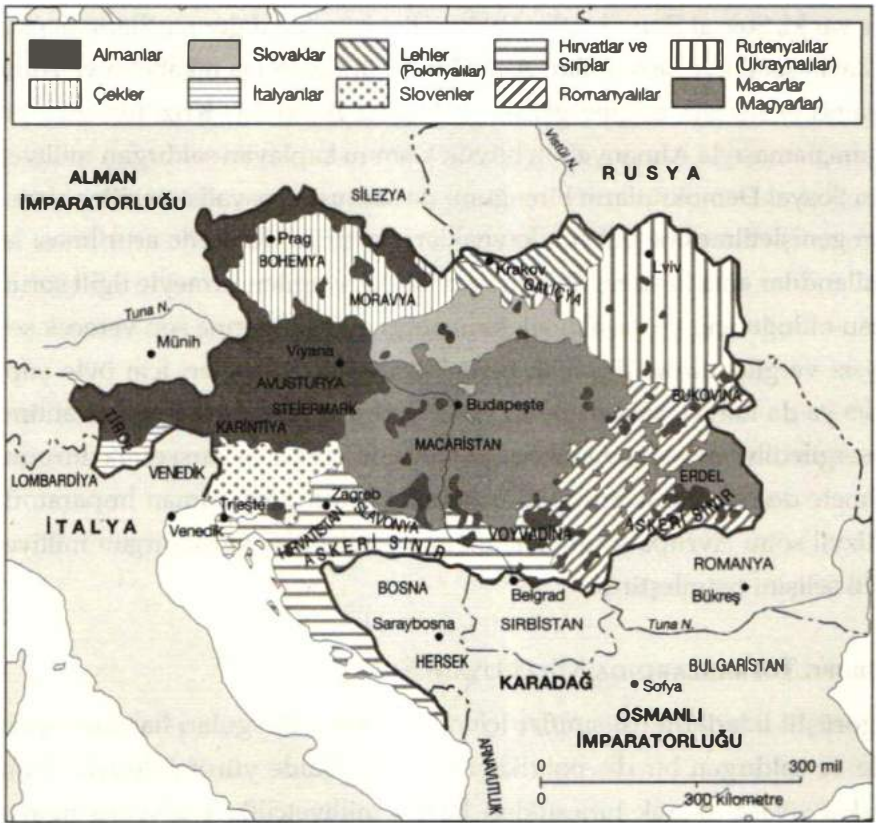 Almanlar
Slovaklar
Lehler
(Polonyalılar)
Hırvatlar ve
Sırplar
Rutenyalılar
(Ukraynalılar)
Çekler
İtalyanlar
Slovenler
Romanyalılar
Macarlar
(Magyarlar)
ALMAN
İMPARATORLUĞU
SİLEZYA
Vistül N.
RUSYA
Prag
BOHEMYA
MORAVYA
Krakov
GALİÇYA
Lviv
Tuna N.
Münih
Viyana
AVUSTURYA
STEİERMARK
KARİNTİYA
TİROL
Budapeşte
MACARİSTAN
BUKOVİNA
ERDEL
LOMBARDİYA
VENEDİK
İTALYA
Trieste
Venedik
Zagreb
HIRVATİSTAN
SLAVONYA
ASKERİ SINIR
VOYVADİNA
ASKERİ SINIR
ROMANYA
Bükreş
Tuna N.
BOSNA
Belgrad
SIRBİSTAN
Saraybosna
HERSEK
KARADAĞ
BULGARİSTAN
Sofya
OSMANLI
İMPARATORLUĞU
ARNAVUTLUK
0 300 mil
0 300 kilometre